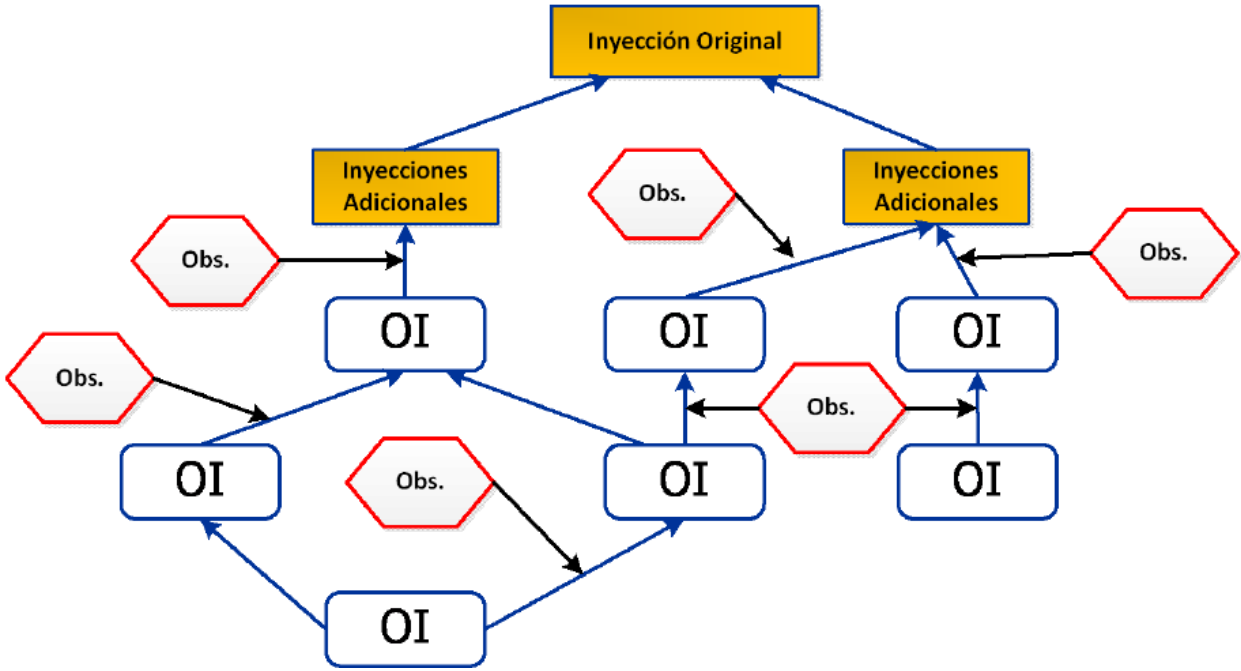 Inyección Original
Inyecciones
Adicionales
Obs.
Inyecciones
Adicionales
Obs.
Obs.
OI
OI
OI
Obs.
Obs.
OI
Obs.
OI
OI
OI